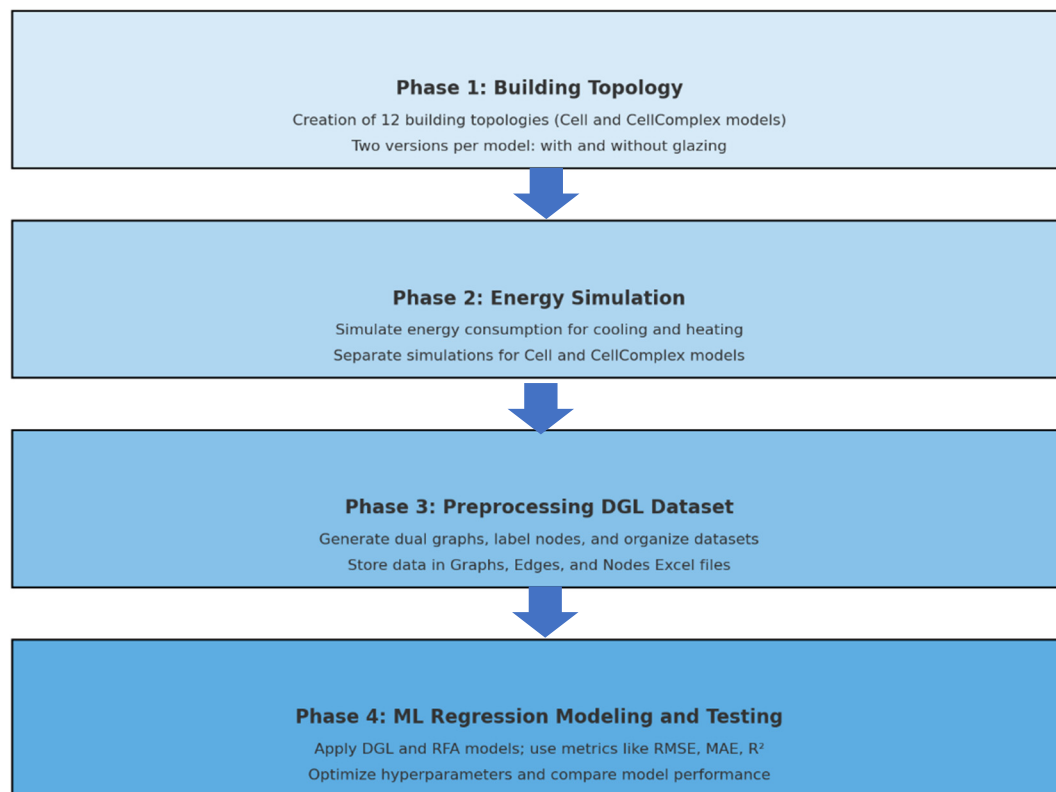 Phase 1: Building Topology
Creation of 12 building topologies (Cell and CellComplex models)
Two versions per model: with and without glazing
Phase 2: Energy Simulation
Simulate energy consumption for cooling and heating
Separate simulations for Cell and CellComplex models
Phase 3: Preprocessing DGL Dataset
Generate dual graphs, label nodes, and organize datasets
Store data in Graphs, Edges, and Nodes Excel files
Phase 4: ML Regression Modeling and Testing
Apply DGL and RFA models; use metrics like RMSE, MAE, R²
Optimize hyperparameters and compare model performance